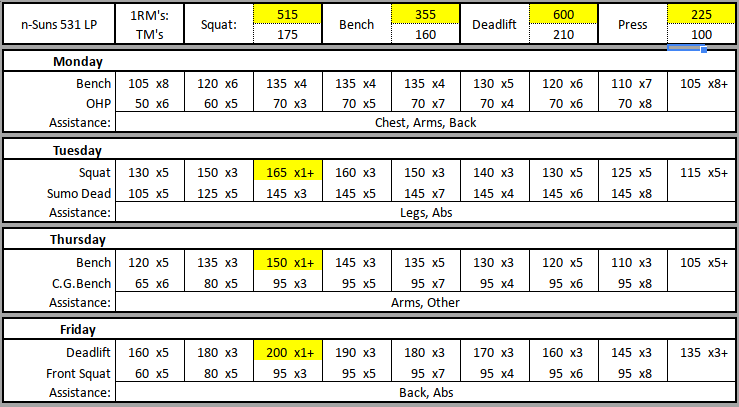 n-Suns 531 LP 1RM's: Squat: 515 Bench 355 Deadlift 600 Press 225
TM's 175 160 210 100
Monday
Bench 105 x8 120 x6 135 x4 135 x4 135 x4 130 x5 120 x6 110 x7 105 x8+
OHP 50 x6 60 x5 70 x3 70 x5 70 x7 70 x4 70 x6 70 x8
Assistance: Chest, Arms, Back
Tuesday
Squat 130 x5 150 x3 165 x1+ 160 x3 150 x3 140 x3 130 x5 125 x5 115 x5+
Sumo Dead 105 x5 125 x5 145 x3 145 x5 145 x7 145 x4 145 x6 145 x8
Assistance: Legs, Abs
Thursday
Bench 120 x5 135 x3 150 x1+ 145 x3 135 x5 130 x3 120 x5 110 x3 105 x5+
C.G.Bench 65 x6 80 x5 95 x3 95 x5 95 x7 95 x4 95 x6 95 x8
Assistance: Arms, Other
Friday
Deadlift 160 x5 180 x3 200 x1+ 190 x3 180 x3 170 x3 160 x3 145 x3 135 x3+
Front Squat 60 x5 80 x5 95 x3 95 x5 95 x7 95 x4 95 x6 95 x8
Assistance: Back, Abs